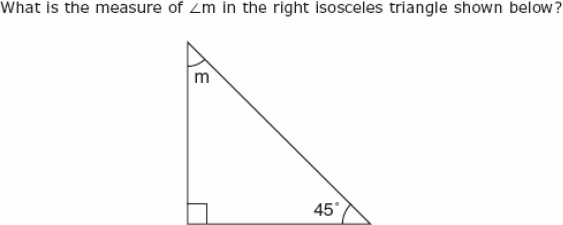 What is the measure of ∠m in the right isosceles triangle shown below?
m
45°